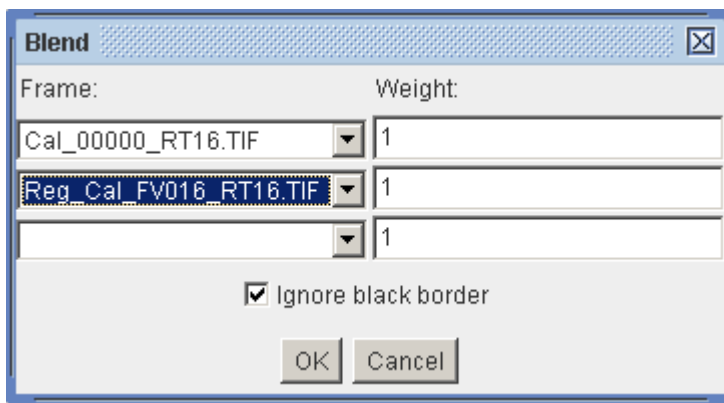 Blend
Frame: Weight:
Cal_00000_RT16.TIF 1
Reg_Cal_FV016_RT16.TIF 1
1
Ignore black border
OK Cancel